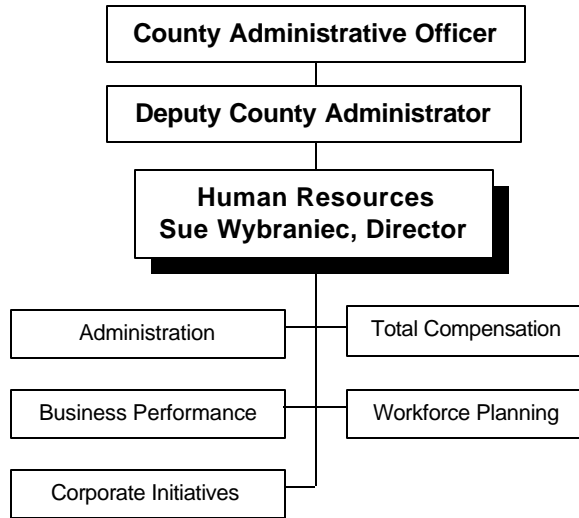 County Administrative Officer
Deputy County Administrator
Human Resources
Sue Wybraniec, Director
Administration
Total Compensation
Business Performance
Workforce Planning
Corporate Initiatives